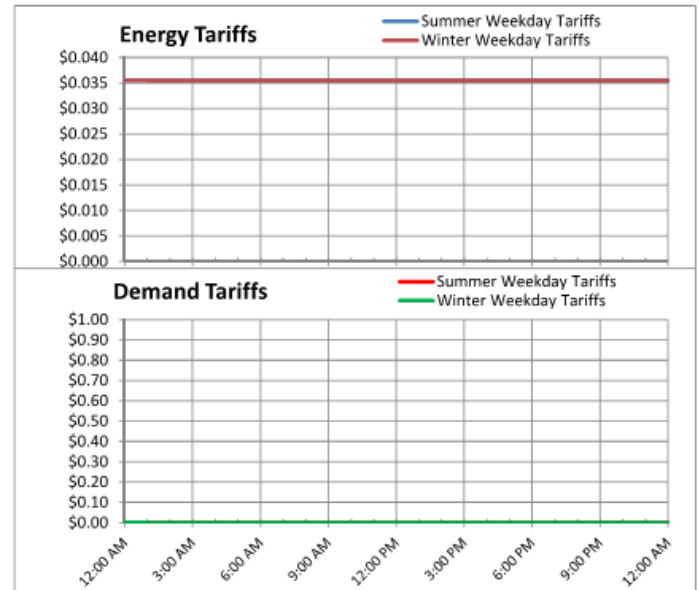 Energy Tariffs
Summer Weekday Tariffs
Winter Weekday Tariffs
$0.040
$0.035
$0.030
$0.025
$0.020
$0.015
$0.010
$0.005
$0.000
Demand Tariffs
Summer Weekday Tariffs
Winter Weekday Tariffs
$1.00
$0.90
$0.80
$0.70
$0.60
$0.50
$0.40
$0.30
$0.20
$0.10
$0.00
12:00 AM
3:00 AM
6:00 AM
9:00 AM
12:00 PM
3:00 PM
6:00 PM
9:00 PM
12:00 AM